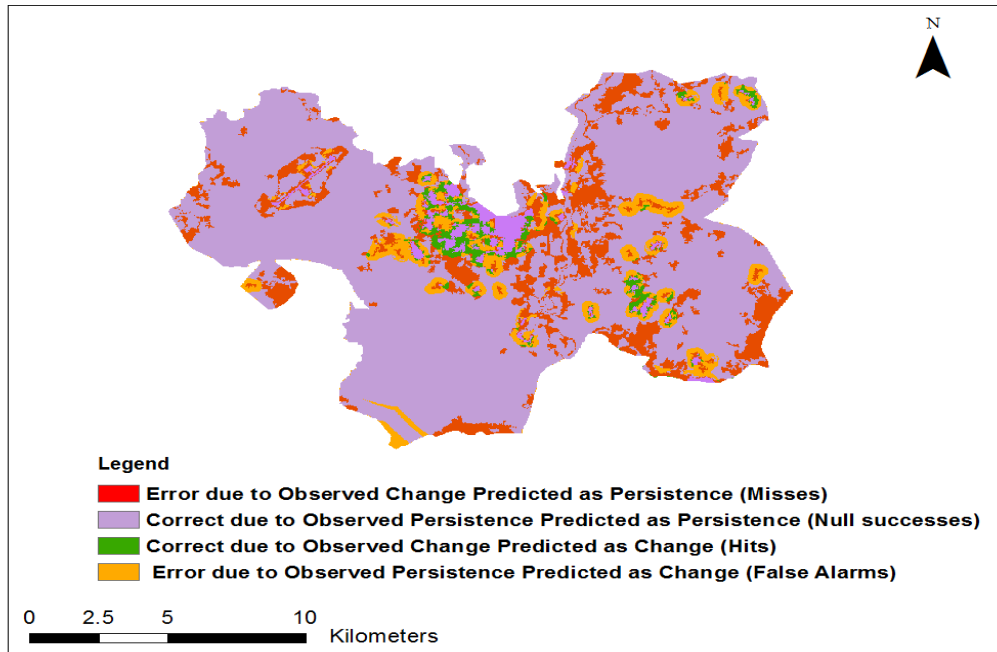 N
Legend
Error due to Observed Change Predicted as Persistence (Misses)
Correct due to Observed Persistence Predicted as Persistence (Null successes)
Correct due to Observed Change Predicted as Change (Hits)
Error due to Observed Persistence Predicted as Change (False Alarms)
0 2.5 5 10
Kilometers